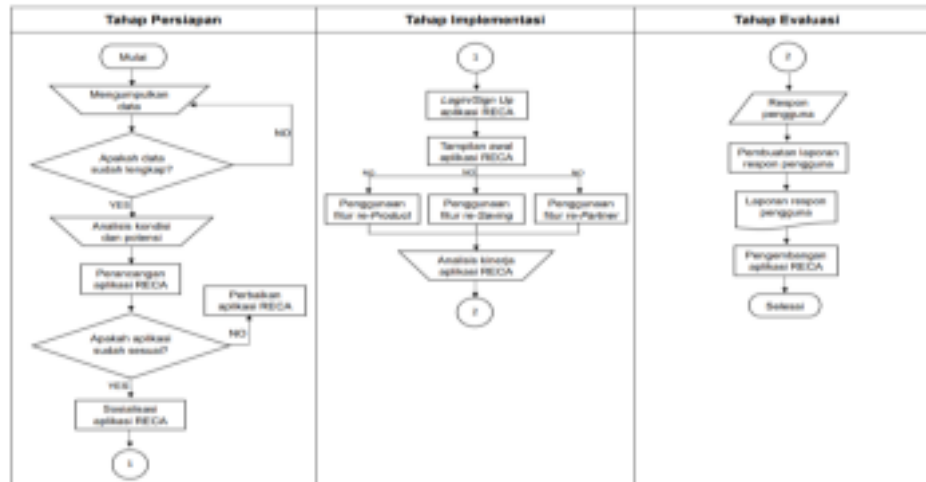 Tahap Persiapan
Mulai
Mengumpulkan
data
NO
Apakah data
sudah lengkap?
YES
Analisis kondisi
dan potensi
Perancangan
aplikasi RECA
Perbaikan
aplikasi RECA
NO
Apakah aplikasi
sudah sesuai?
YES
Sosialisasi
aplikasi RECA
1
Tahap Implementasi
1
Login/Sign Up
aplikasi RECA
Tampilan awal
aplikasi RECA
NO
NO
NO
Penggunaan
fitur re-Product
Penggunaan
fitur re-Saving
Penggunaan
fitur re-Partner
Analisis kinerja
aplikasi RECA
2
Tahap Evaluasi
2
Respon
pengguna
Pembuatan laporan
respon pengguna
Laporan respon
pengguna
Pengembangan
aplikasi RECA
Selesai